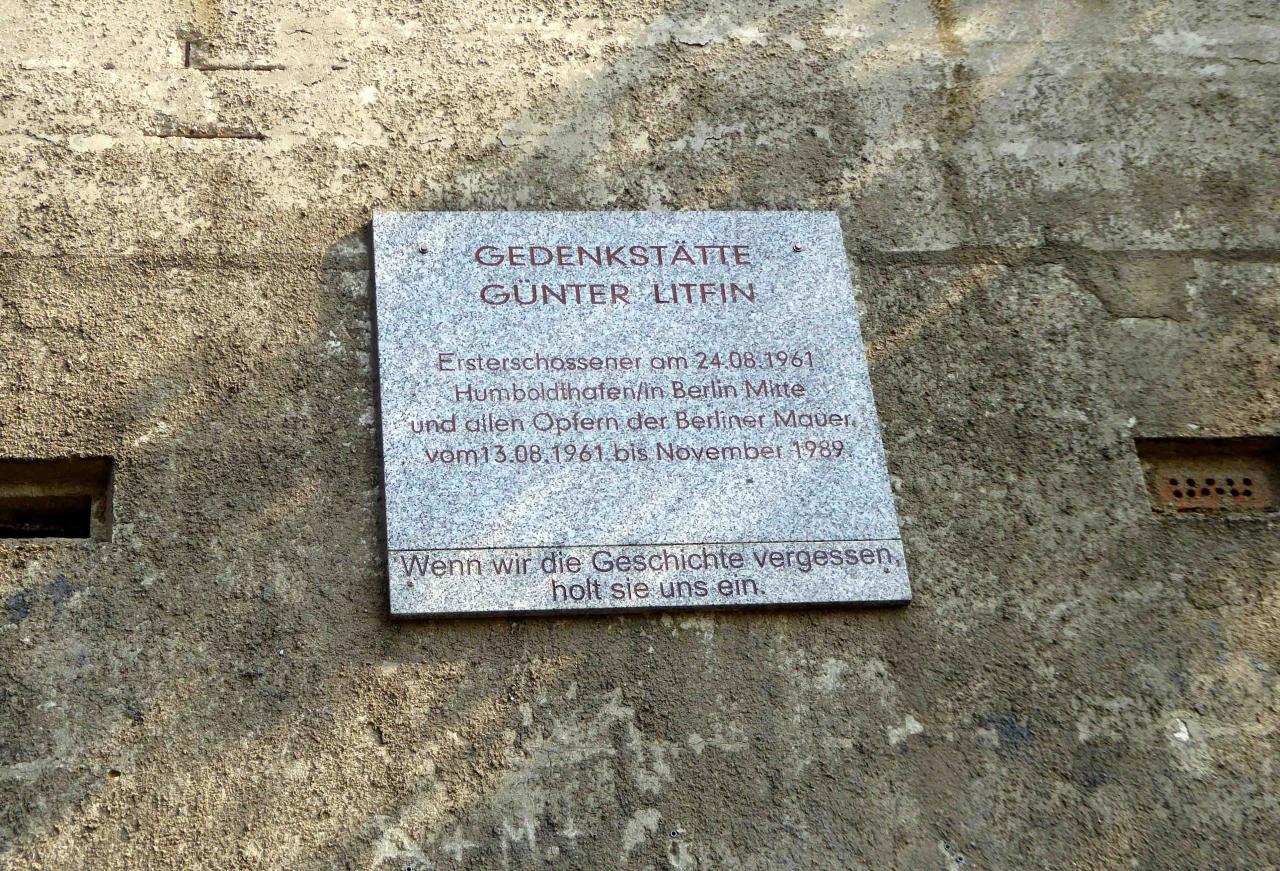 GEDENKSTÄTTE
GÜNTER LITFIN
Ersterschossener am 24.08.1961
Humboldthafen/in Berlin Mitte
und allen Opfern der Berliner Mauer,
vom13.08.1961 bis November 1989
Wenn wir die Geschichte vergessen,
holt sie uns ein.